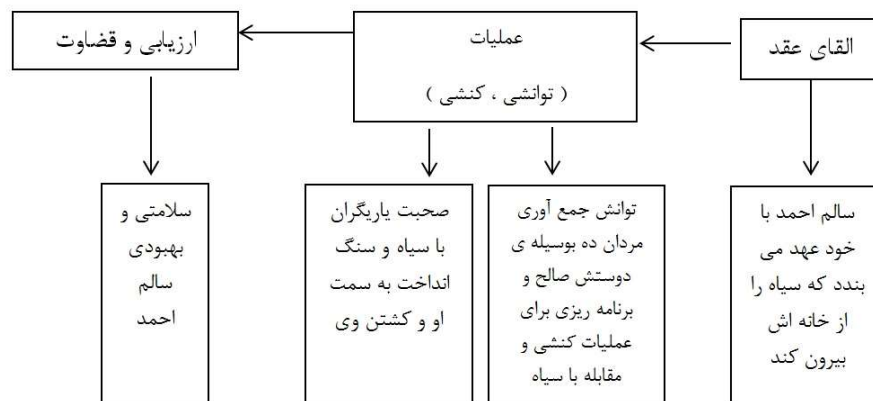 القای عقد
عملیات
( توانشی ، کنشی )
ارزیابی و قضاوت
سالم احمد با
خود عهد می
بندد که سیاه را
از خانه اش
بیرون کند
توانش جمع آوری
مردان ده بوسیله ی
دوستش صالح و
برنامه ریزی برای
عملیات کنشی و
مقابله با سیاه
صحبت یاریگران
با سیاه و سنگ
انداخت به سمت
او و کشتن وی
سلامتی و
بهبودی
سالم
احمد